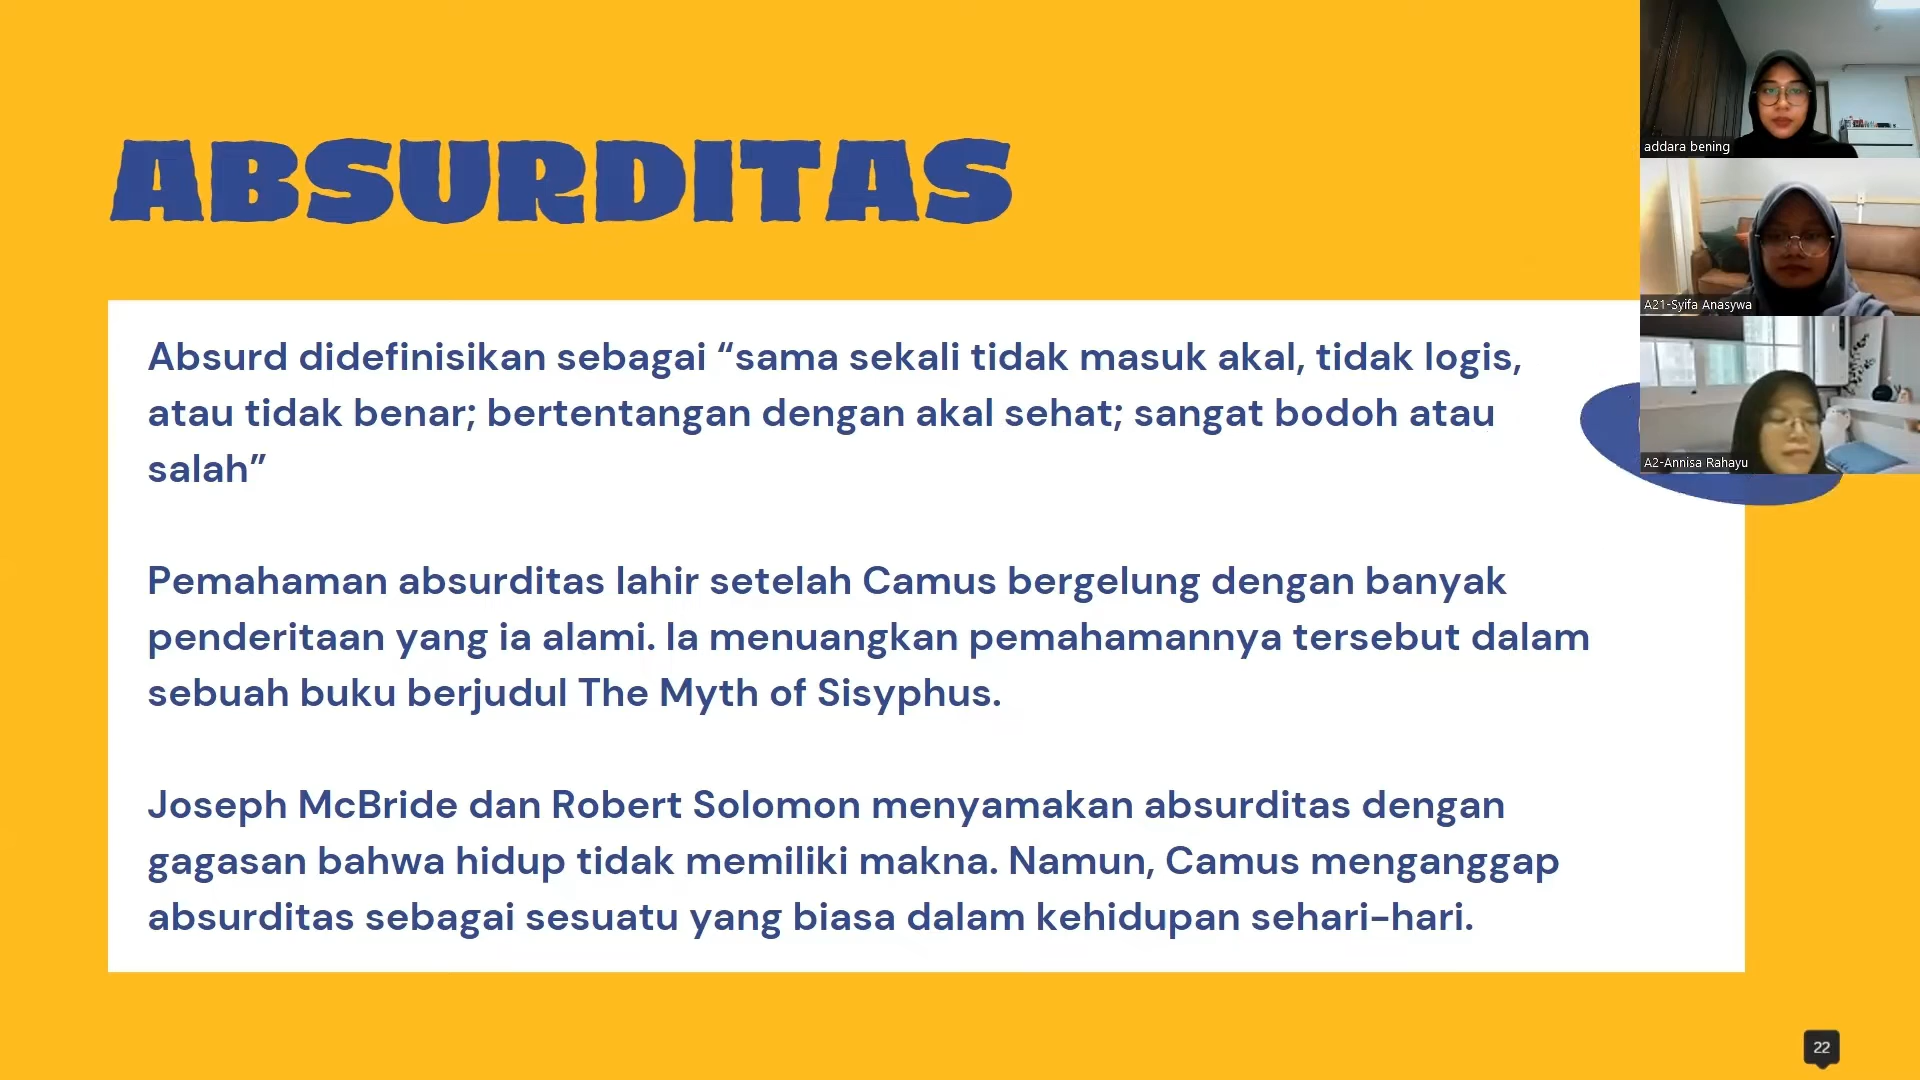 ABSURDITAS
Absurd didefinisikan sebagai “sama sekali tidak masuk akal, tidak logis,
atau tidak benar; bertentangan dengan akal sehat; sangat bodoh atau
salah”
Pemahaman absurditas lahir setelah Camus bergelung dengan banyak
penderitaan yang ia alami. Ia menuangkan pemahamannya tersebut dalam
sebuah buku berjudul The Myth of Sisyphus.
Joseph McBride dan Robert Solomon menyamakan absurditas dengan
gagasan bahwa hidup tidak memiliki makna. Namun, Camus menganggap
absurditas sebagai sesuatu yang biasa dalam kehidupan sehari-hari.
addara bening
A21-Syifa Anasywa
A2-Annisa Rahayu
22